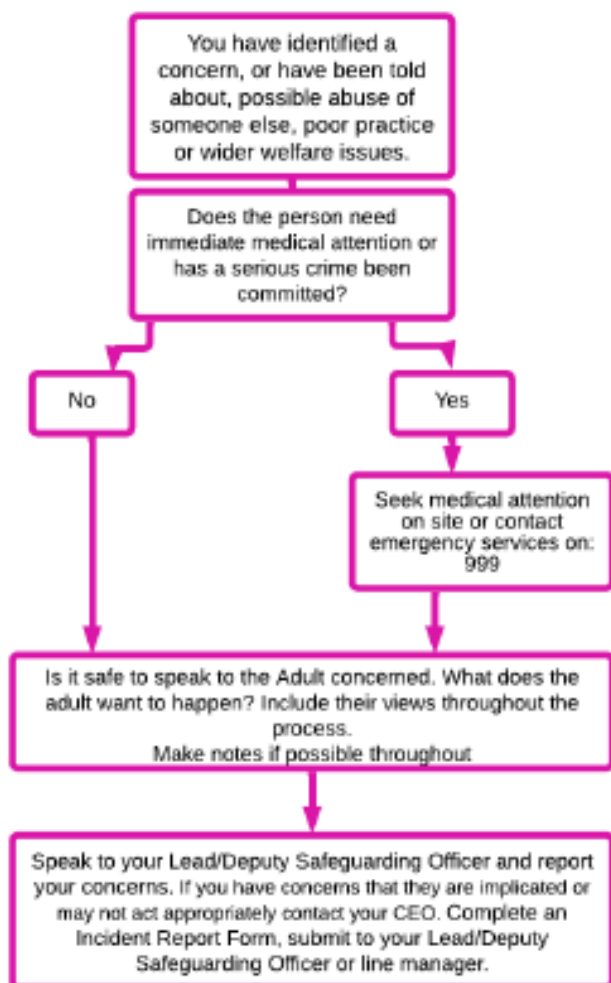 You have identified a
concern, or have been told
about, possible abuse of
someone else, poor practice
or wider welfare issues.
Does the person need
immediate medical attention or
has a serious crime been
committed?
No
Yes
Seek medical attention
on site or contact
emergency services on:
999
Is it safe to speak to the Adult concerned. What does the
adult want to happen? Include their views throughout the
process.
Make notes if possible throughout
Speak to your Lead/Deputy Safeguarding Officer and report
your concerns. If you have concerns that they are implicated or
may not act appropriately contact your CEO. Complete an
Incident Report Form, submit to your Lead/Deputy
Safeguarding Officer or line manager.